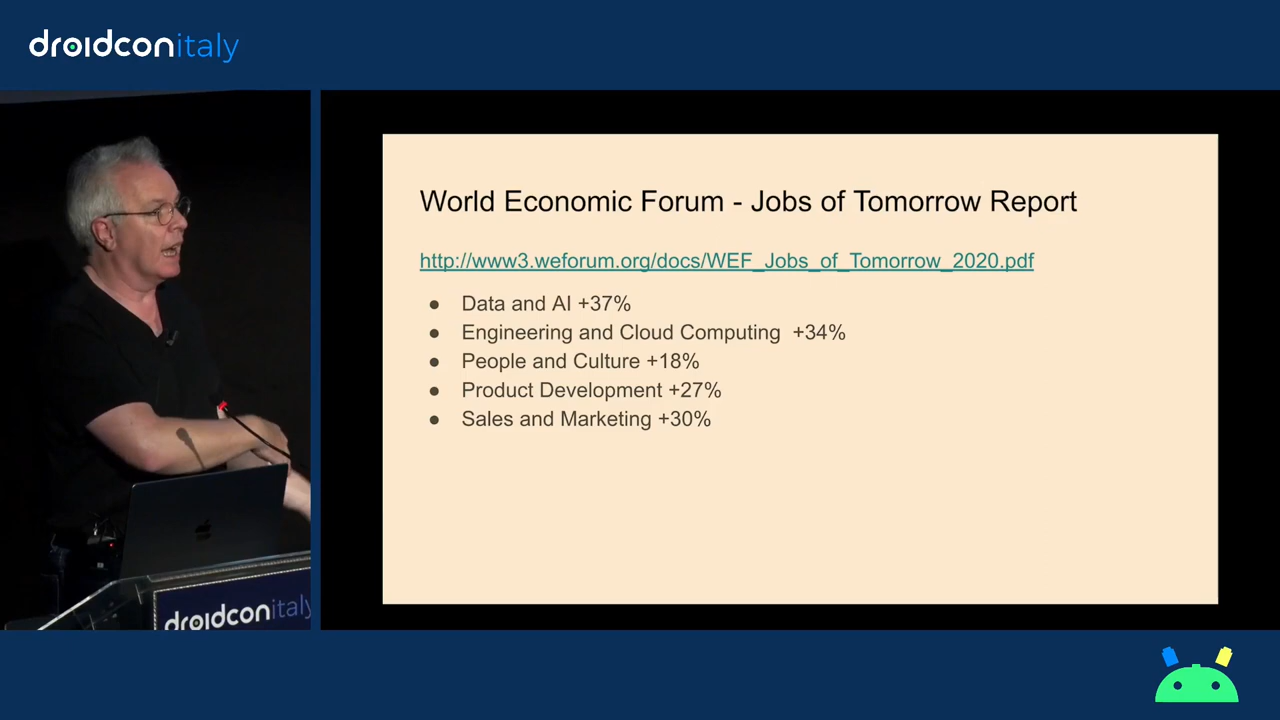 droidconitaly
World Economic Forum - Jobs of Tomorrow Report
http://www3.weforum.org/docs/WEF_Jobs_of_Tomorrow_2020.pdf
● Data and AI +37%
● Engineering and Cloud Computing +34%
● People and Culture +18%
● Product Development +27%
● Sales and Marketing +30%
droidconitaly